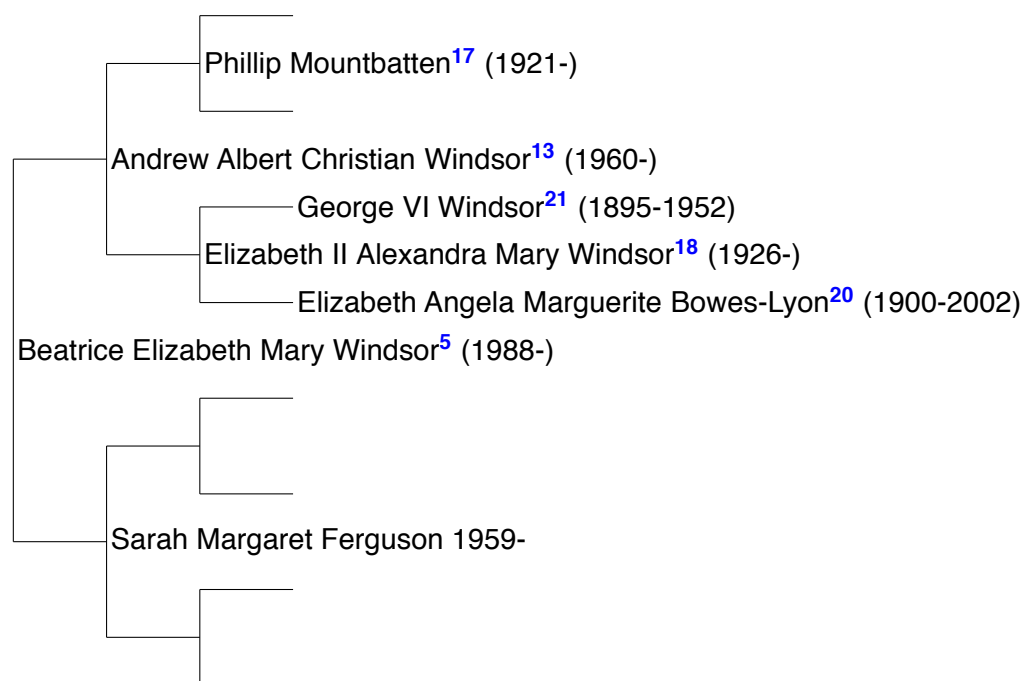 Phillip Mountbatten17 (1921-)
Andrew Albert Christian Windsor13 (1960-)
George VI Windsor21 (1895-1952)
Elizabeth II Alexandra Mary Windsor18 (1926-)
Elizabeth Angela Marguerite Bowes-Lyon20 (1900-2002)
Beatrice Elizabeth Mary Windsor5 (1988-)
Sarah Margaret Ferguson 1959-